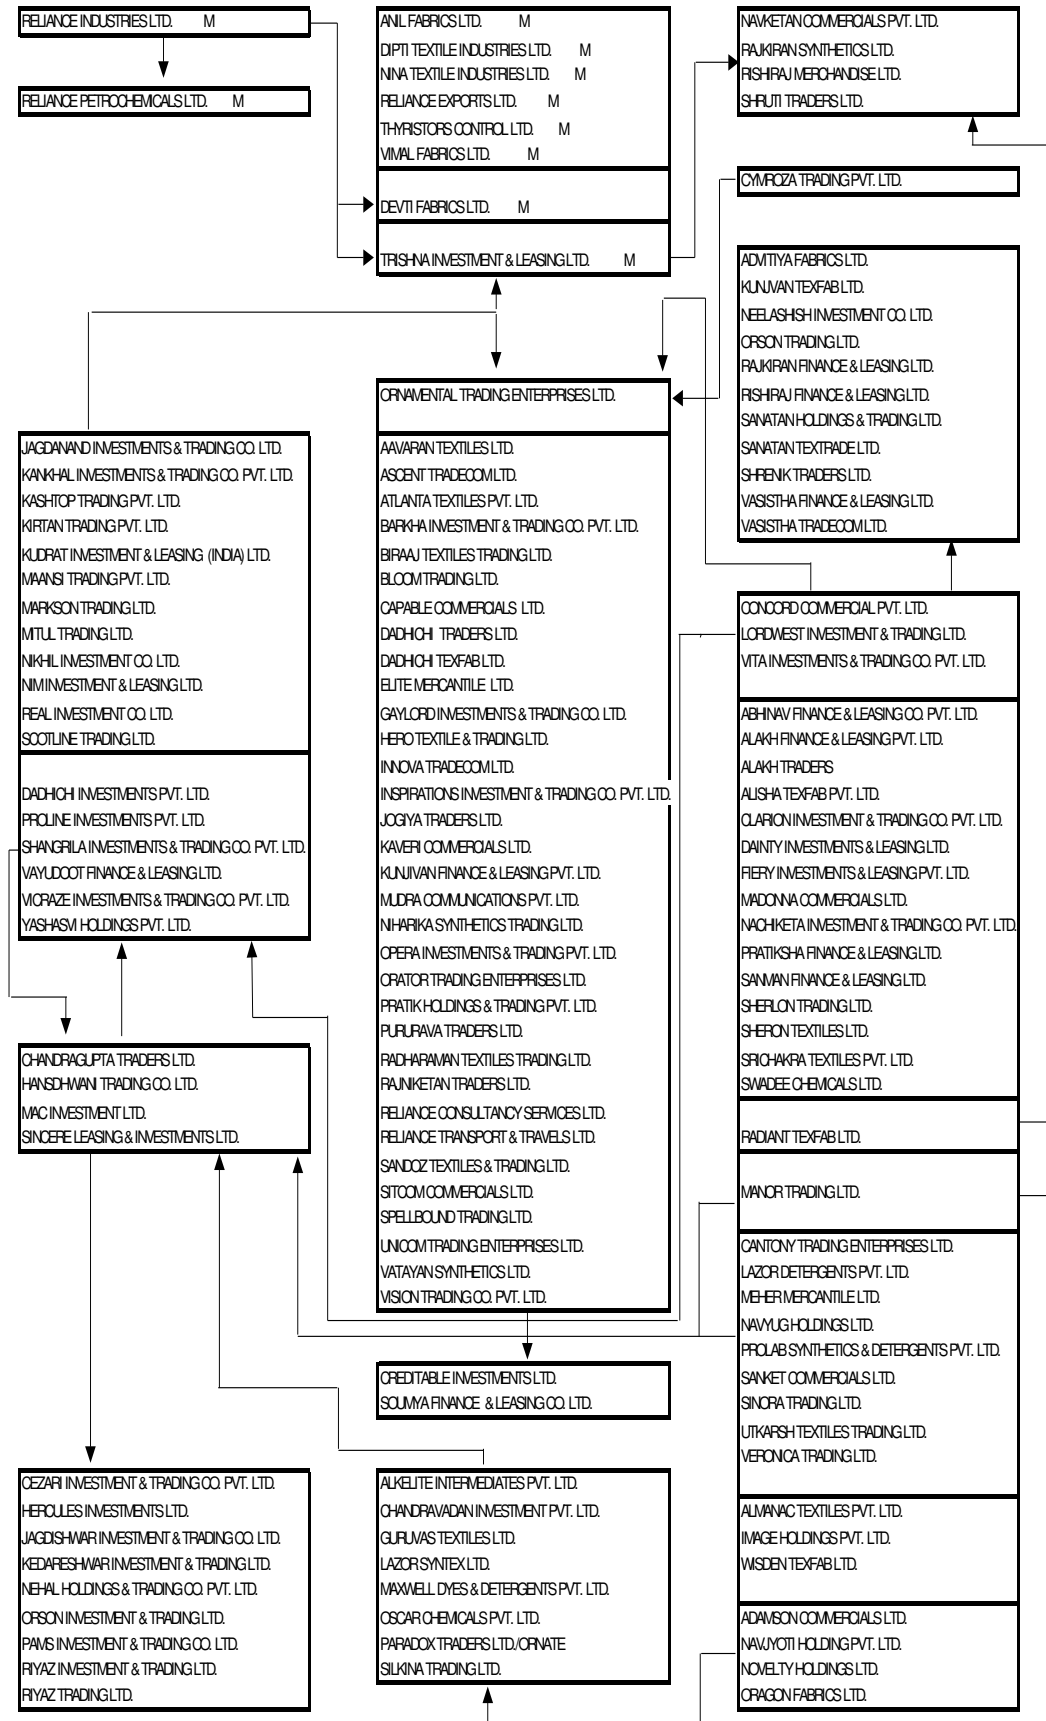 RELIANCE INDUSTRIES LTD. M
RELIANCE PETROCHEMICALS LTD. M
ANIL FABRICS LTD. M
DIPTI TEXTILE INDUSTRIES LTD. M
NINA TEXTILE INDUSTRIES LTD. M
RELIANCE EXPORTS LTD. M
THYRISTORS CONTROL LTD. M
VIMAL FABRICS LTD. M
DEVTI FABRICS LTD. M
TRISHNA INVESTMENT & LEASING LTD. M
NAVKETAN COMMERCIALS PVT. LTD.
RAJKIRAN SYNTHETICS LTD.
RISHIRAJ MERCHANDISE LTD.
SHRUTI TRADERS LTD.
CYMROZA TRADING PVT. LTD.
ADVITIYA FABRICS LTD.
KUNJVAN TEXFAB LTD.
NEELASHISH INVESTMENT CO. LTD.
ORSON TRADING LTD.
RAJKIRAN FINANCE & LEASING LTD.
RISHIRAJ FINANCE & LEASING LTD.
SANATAN HOLDINGS & TRADING LTD.
SANATAN TEXTRADE LTD.
SHRENIK TRADERS LTD.
VASISTHA FINANCE & LEASING LTD.
VASISTHA TRADECOM LTD.
JAGDANAND INVESTMENTS & TRADING CO. LTD.
KANKHAL INVESTMENTS & TRADING CO. PVT. LTD.
KASHTOP TRADING PVT. LTD.
KIRTAN TRADING PVT. LTD.
KUDRAT INVESTMENT & LEASING (INDIA) LTD.
MAANSI TRADING PVT. LTD.
MARKSON TRADING LTD.
MITUL TRADING LTD.
NIKHIL INVESTMENT CO. LTD.
NIM INVESTMENT & LEASING LTD.
REAL INVESTMENT CO. LTD.
SCOTLINE TRADING LTD.
DADHICHI INVESTMENTS PVT. LTD.
PROLINE INVESTMENTS PVT. LTD.
SHANGRILA INVESTMENTS & TRADING CO. PVT. LTD.
VAYUDOOT FINANCE & LEASING LTD.
VICRAZE INVESTMENTS & TRADING CO. PVT. LTD.
YASHASVI HOLDINGS PVT. LTD.
CHANDRAGUPTA TRADERS LTD.
HANSDHWANI TRADING CO. LTD.
MAC INVESTMENT LTD.
SINCERE LEASING & INVESTMENTS LTD.
CEZARI INVESTMENT & TRADING CO. PVT. LTD.
HERCULES INVESTMENTS LTD.
JAGDISHWAR INVESTMENT & TRADING CO. LTD.
KEDARESHWAR INVESTMENT & TRADING LTD.
NEHAL HOLDINGS & TRADING CO. PVT. LTD.
ORSON INVESTMENT & TRADING LTD.
PAMS INVESTMENT & TRADING CO. LTD.
RIYAZ INVESTMENT & TRADING LTD.
RIYAZ TRADING LTD.
ORNAMENTAL TRADING ENTERPRISES LTD.
AAVARAN TEXTILES LTD.
ASCENT TRADECOM LTD.
ATLANTA TEXTILES PVT. LTD.
BARKHA INVESTMENT & TRADING CO. PVT. LTD.
BIRAAJ TEXTILES TRADING LTD.
BLOOM TRADING LTD.
CAPABLE COMMERCIALS LTD.
DADHICHI TRADERS LTD.
DADHICHI TEXFAB LTD.
ELITE MERCANTILE LTD.
GAYLORD INVESTMENTS & TRADING CO. LTD.
HERO TEXTILE & TRADING LTD.
INNOVA TRADECOM LTD.
INSPIRATIONS INVESTMENT & TRADING CO. PVT. LTD.
JOGIYA TRADERS LTD.
KAVERI COMMERCIALS LTD.
KUNJIVAN FINANCE & LEASING LTD.
MUDRA COMMUNICATIONS PVT. LTD.
NIHARIKA SYNTHETICS TRADING LTD.
OPERA INVESTMENTS & TRADING PVT. LTD.
ORATOR TRADING ENTERPRISES LTD.
PRATIK HOLDINGS & TRADING PVT. LTD.
PURURAVA TRADERS LTD.
RADHARAMAN TEXTILES TRADING LTD.
RAJNIKETAN TRADERS LTD.
RELIANCE CONSULTANCY SERVICES LTD.
RELIANCE TRANSPORT & TRAVELS LTD.
SANDOZ TEXTILES & TRADING LTD.
SITCOM COMMERCIALS LTD.
SPELLBOUND TRADING LTD.
UNICOM TRADING ENTERPRISES LTD.
VATAYAN SYNTHETICS LTD.
VISION TRADING CO. PVT. LTD.
CREDITABLE INVESTMENTS LTD.
SOUMYA FINANCE & LEASING CO. LTD.
ALKELITE INTERMEDIATES PVT. LTD.
CHANDRAVADAN INVESTMENT PVT. LTD.
GURUVAS TEXTILES LTD.
LAZOR SYNTEX LTD.
MAXWELL DYES & DETERGENTS PVT. LTD.
OSCAR CHEMICALS PVT. LTD.
PARADOX TRADERS LTD./ORNATE
SILKINA TRADING LTD.
CONCORD COMMERCIAL PVT. LTD.
LORDWEST INVESTMENT & TRADING LTD.
VITA INVESTMENTS & TRADING CO. PVT. LTD.
ABHINAV FINANCE & LEASING CO. PVT. LTD.
ALAKH FINANCE & LEASING PVT. LTD.
ALAKH TRADERS
ALISHA TEXFAB PVT. LTD.
CLARION INVESTMENT & TRADING CO. PVT. LTD.
DAINTY INVESTMENTS & LEASING LTD.
FIERY INVESTMENTS & LEASING PVT. LTD.
MADONNA COMMERCIALS LTD.
NACHIKETA INVESTMENT & TRADING CO. PVT. LTD.
PRATIKSHA FINANCE & LEASING LTD.
SANMAN FINANCE & LEASING LTD.
SHERLON TRADING LTD.
SHERON TEXTILES LTD.
SRICHAKRA TEXTILES PVT. LTD.
SWADEE CHEMICALS LTD.
RADIANT TEXFAB LTD.
MANOR TRADING LTD.
CANTONY TRADING ENTERPRISES LTD.
LAZOR DETERGENTS PVT. LTD.
MEHER MERCANTILE LTD.
NAVYUG HOLDINGS LTD.
PROLAB SYNTHETICS & DETERGENTS PVT. LTD.
SANKET COMMERCIALS LTD.
SINORA TRADING LTD.
UTKARSH TEXTILES TRADING LTD.
VERONICA TRADING LTD.
ALMANAC TEXTILES PVT. LTD.
IMAGE HOLDINGS PVT. LTD.
WISDEN TEXFAB LTD.
ADAMSON COMMERCIALS LTD.
NAVJYOTI HOLDING PVT. LTD.
NOVELTY HOLDINGS LTD.
ORAGON FABRICS LTD.